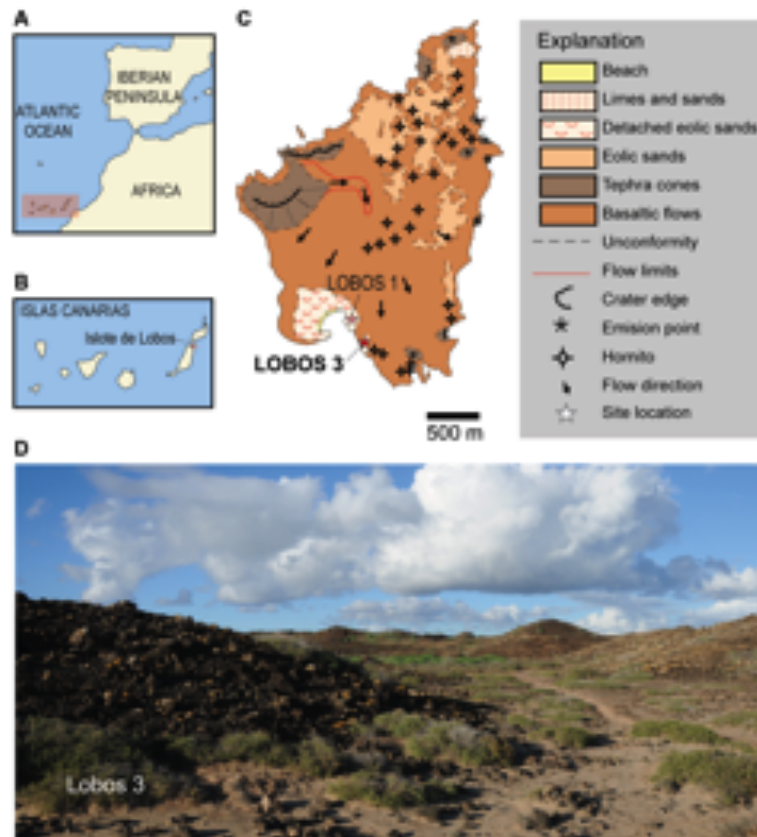 A
IBERIAN
PENINSULA
ATLANTIC
OCEAN
AFRICA
B
ISLAS CANARIAS
Islote de Lobos
C
LOBOS 1
LOBOS 3
500 m
Explanation
Beach
Limes and sands
Detached eolic sands
Eolic sands
Tephra cones
Basaltic flows
Unconformity
Flow limits
Crater edge
Emision point
Hornito
Flow direction
Site location
D
Lobos 3